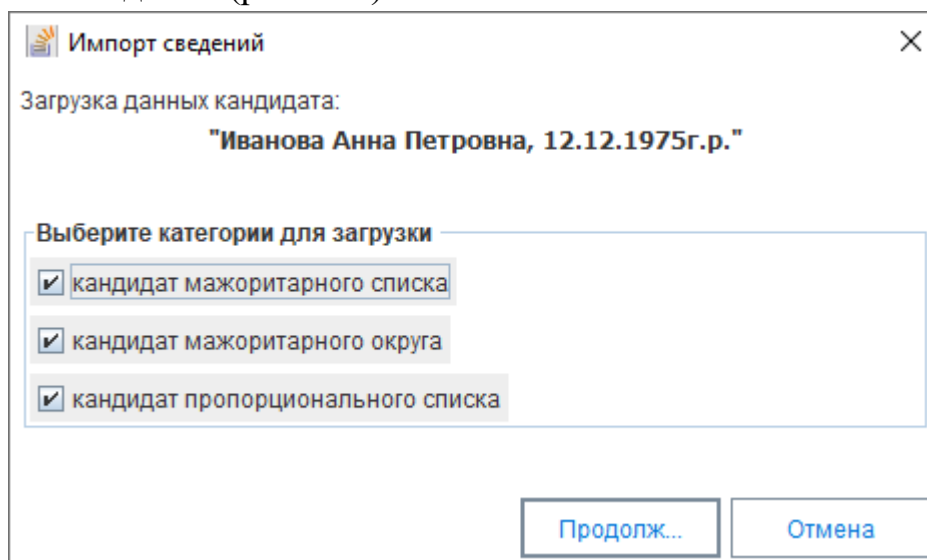 Импорт сведений
Загрузка данных кандидата:
"Иванова Анна Петровна, 12.12.1975г.р."
Выберите категории для загрузки
кандидат мажоритарного списка
кандидат мажоритарного округа
кандидат пропорционального списка
Продолж... Отмена